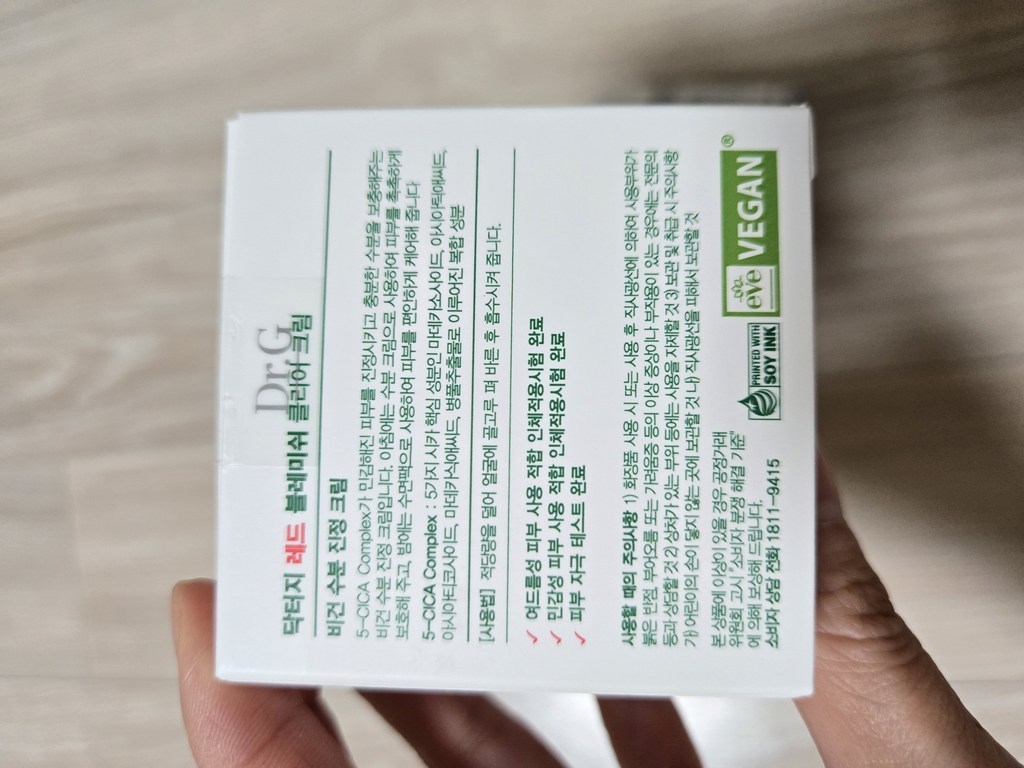 Dr.G
닥터지 레드 블레미쉬 클리어 크림
비건 수분 진정 크림
5-CICA Complex가 민감해진 피부를 진정시키고 충분한 수분을 보충해주는
비건 수분 진정 크림입니다. 아침에는 수분 크림으로 사용하여 피부를 촉촉하게
보호해 주고, 밤에는 수면팩으로 사용하여 피부를 편안하게 케어해 줍니다
5-CICA Complex : 5가지 시카 핵심 성분인 마데카소사이드, 아시아틱애씨드,
아시아티코사이드, 마데카식애씨드, 병풀추출물로 이루어진 복합 성분
[사용법] 적당량을 덜어 얼굴에 골고루 펴 바른 후 흡수시켜 줍니다.
✓ 여드름성 피부 사용 적합 인체적용시험 완료
✓ 민감성 피부 사용 적합 인체적용시험 완료
✓ 피부 자극 테스트 완료
사용할 때의 주의사항 1) 화장품 사용 시 또는 사용 후 직사광선에 의하여 사용부위가
붉은 반점, 부어오름 또는 가려움증 등의 이상 증상이나 부작용이 있는 경우에는 전문의
등과 상담할 것 2) 상처가 있는 부위 등에는 사용을 자제할 것 3) 보관 및 취급 시 주의사항
가) 어린이의 손이 닿지 않는 곳에 보관할 것 나) 직사광선을 피해서 보관할 것
본 상품에 이상이 있을 경우 공정거래
위원회 고시 "소비자 분쟁 해결 기준"
에 의해 보상해 드립니다.
소비자 상담 전화 1811-9415
PRINTED WITH
SOY INK
eve VEGAN®